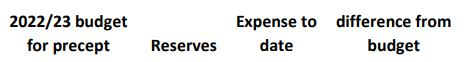 2022/23 budget Expense to difference from
for precept Reserves date budget